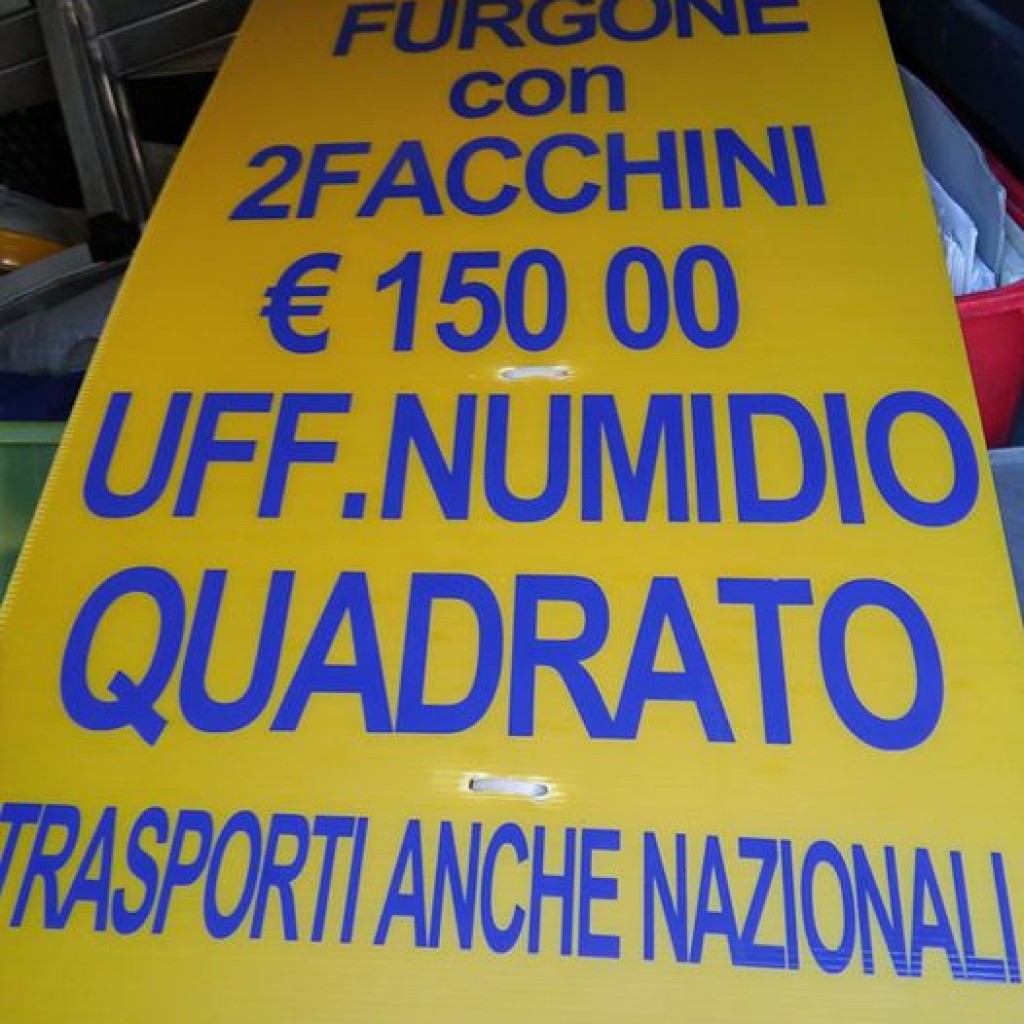 FURGONE
con
2FACCHINI
€ 150 00
UFF.NUMIDIO
QUADRATO
TRASPORTI ANCHE NAZIONALI